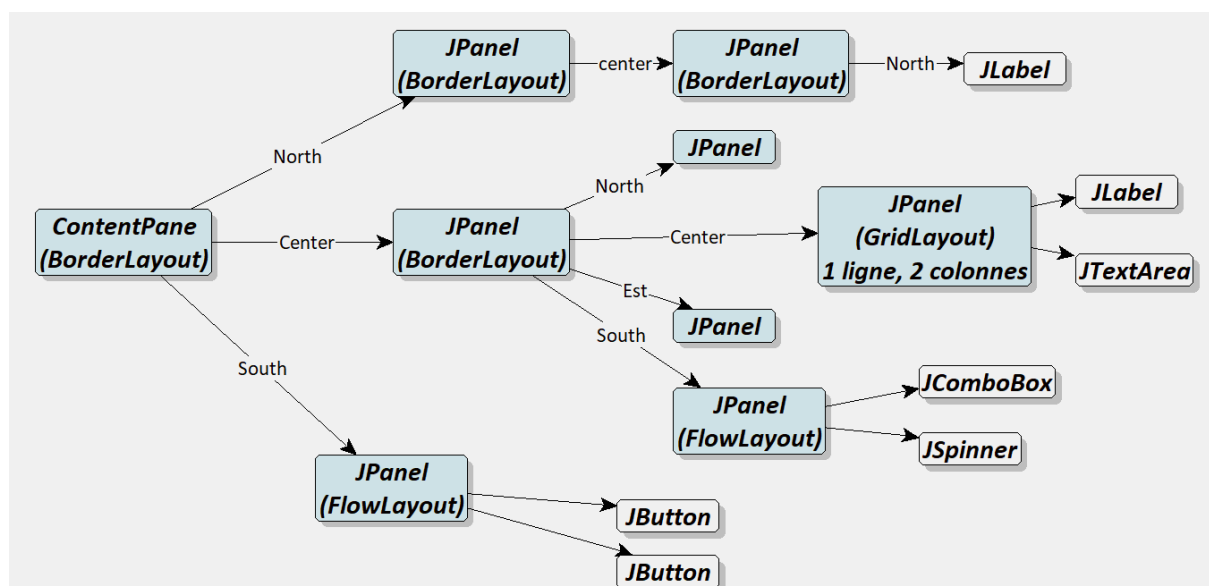 JPanel
(BorderLayout)
center
JPanel
(BorderLayout)
North
JLabel
North
JPanel
North
ContentPane
(BorderLayout)
Center
JPanel
(BorderLayout)
Center
JPanel
(GridLayout)
1 ligne, 2 colonnes
JLabel
JTextArea
Est
JPanel
South
South
JPanel
(FlowLayout)
JComboBox
JSpinner
JPanel
(FlowLayout)
JButton
JButton